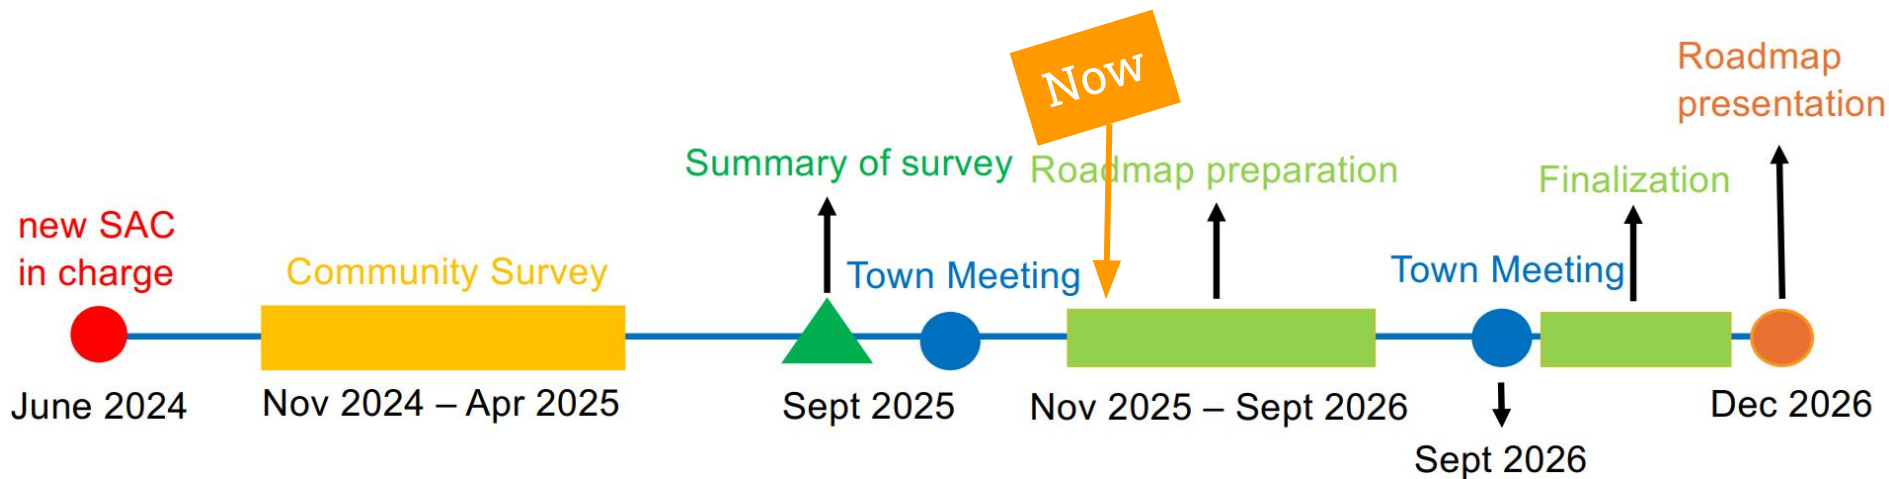 Now
Roadmap
presentation
Summary of survey
Roadmap preparation
Finalization
new SAC
in charge
Community Survey
Town Meeting
Town Meeting
June 2024
Nov 2024 – Apr 2025
Sept 2025
Nov 2025 – Sept 2026
Dec 2026
Sept 2026